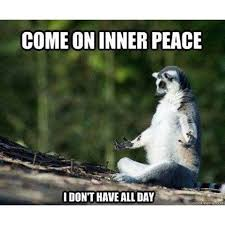 COME ON INNER PEACE
I DON'T HAVE ALL DAY